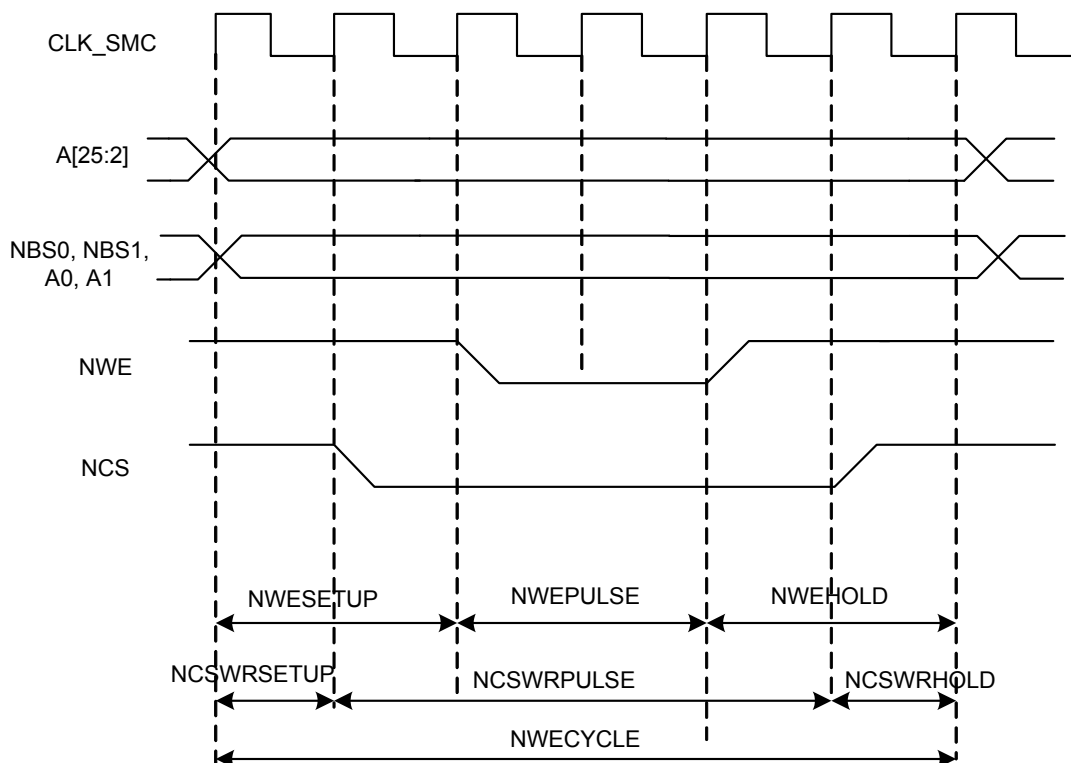 CLK_SMC
A[25:2]
NBS0, NBS1,
A0, A1
NWE
NCS
NWESETUP
NWEPULSE
NWEHOLD
NCSWRSETUP
NCSWRPULSE
NCSWRHOLD
NWECYCLE